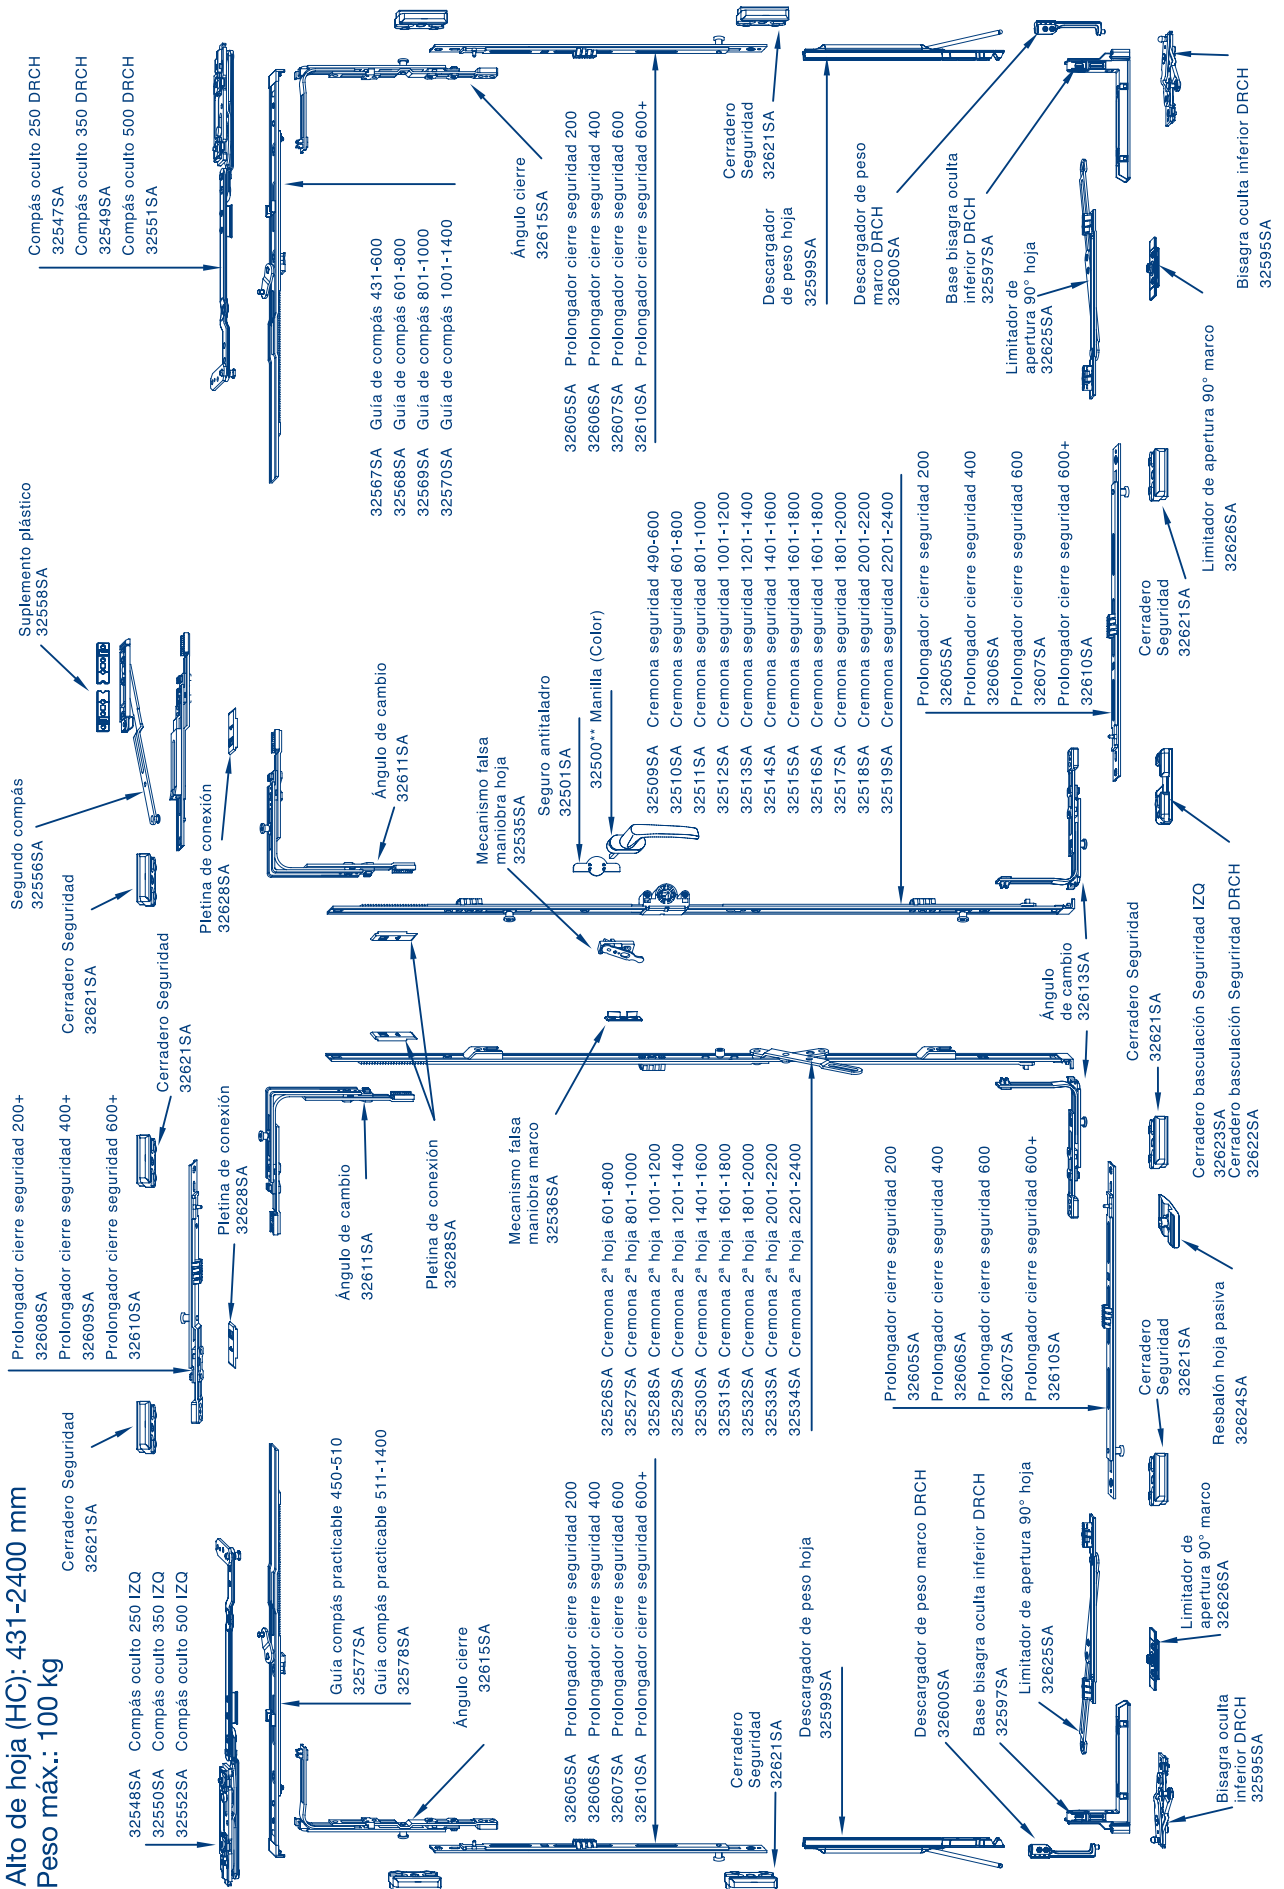 Alto de hoja (HC): 431-2400 mm
Peso máx.: 100 kg
32548SA Compás oculto 250 IZQ
32550SA Compás oculto 350 IZQ
32552SA Compás oculto 500 IZQ
Cerradero Seguridad
32621SA
Prolongador cierre seguridad 200+
32608SA
Prolongador cierre seguridad 400+
32609SA
Prolongador cierre seguridad 600+
32610SA
Cerradero Seguridad
32621SA
Cerradero Seguridad
32621SA
Segundo compás
32556SA
Suplemento plástico
32558SA
Compás oculto 250 DRCH
32547SA
Compás oculto 350 DRCH
32549SA
Compás oculto 500 DRCH
32551SA
Pletina de conexión
32628SA
Pletina de conexión
32628SA
Guía compás practicable 450-510
32577SA
Guía compás practicable 511-1400
32578SA
Ángulo cierre
32615SA
Ángulo de cambio
32611SA
Pletina de conexión
32628SA
Ángulo de cambio
32611SA
32567SA Guía de compás 431-600
32568SA Guía de compás 601-800
32569SA Guía de compás 801-1000
32570SA Guía de compás 1001-1400
Ángulo cierre
32615SA
Mecanismo falsa
maniobra marco
32536SA
Mecanismo falsa
maniobra hoja
32535SA
Seguro antitaladro
32501SA
32500** Manilla (Color)
32605SA Prolongador cierre seguridad 200
32606SA Prolongador cierre seguridad 400
32607SA Prolongador cierre seguridad 600
32610SA Prolongador cierre seguridad 600+
32526SA Cremona 2ª hoja 601-800
32527SA Cremona 2ª hoja 801-1000
32528SA Cremona 2ª hoja 1001-1200
32529SA Cremona 2ª hoja 1201-1400
32530SA Cremona 2ª hoja 1401-1600
32531SA Cremona 2ª hoja 1601-1800
32532SA Cremona 2ª hoja 1801-2000
32533SA Cremona 2ª hoja 2001-2200
32534SA Cremona 2ª hoja 2201-2400
32509SA Cremona seguridad 490-600
32510SA Cremona seguridad 601-800
32511SA Cremona seguridad 801-1000
32512SA Cremona seguridad 1001-1200
32513SA Cremona seguridad 1201-1400
32514SA Cremona seguridad 1401-1600
32515SA Cremona seguridad 1601-1800
32516SA Cremona seguridad 1601-1800
32517SA Cremona seguridad 1801-2000
32518SA Cremona seguridad 2001-2200
32519SA Cremona seguridad 2201-2400
32605SA Prolongador cierre seguridad 200
32606SA Prolongador cierre seguridad 400
32607SA Prolongador cierre seguridad 600
32610SA Prolongador cierre seguridad 600+
Cerradero
Seguridad
32621SA
Cerradero
Seguridad
32621SA
Descargador de peso hoja
32599SA
Descargador
de peso hoja
32599SA
Descargador de peso marco DRCH
32600SA
Descargador de peso
marco DRCH
32600SA
Base bisagra oculta inferior DRCH
32597SA
Base bisagra oculta
inferior DRCH
32597SA
Limitador de apertura 90° hoja
32625SA
Limitador de
apertura 90° hoja
32625SA
Prolongador cierre seguridad 200
32605SA
Prolongador cierre seguridad 400
32606SA
Prolongador cierre seguridad 600
32607SA
Prolongador cierre seguridad 600+
32610SA
Ángulo
de cambio
32613SA
Prolongador cierre seguridad 200
32605SA
Prolongador cierre seguridad 400
32606SA
Prolongador cierre seguridad 600
32607SA
Prolongador cierre seguridad 600+
32610SA
Cerradero
Seguridad
32621SA
Cerradero Seguridad
32621SA
Cerradero
Seguridad
32621SA
Bisagra oculta
inferior DRCH
32595SA
Limitador de
apertura 90° marco
32626SA
Resbalón hoja pasiva
32624SA
Cerradero basculación Segurirdad IZQ
32623SA
Cerradero basculación Segurirdad DRCH
32622SA
Limitador de apertura 90° marco
32626SA
Bisagra oculta inferior DRCH
32595SA